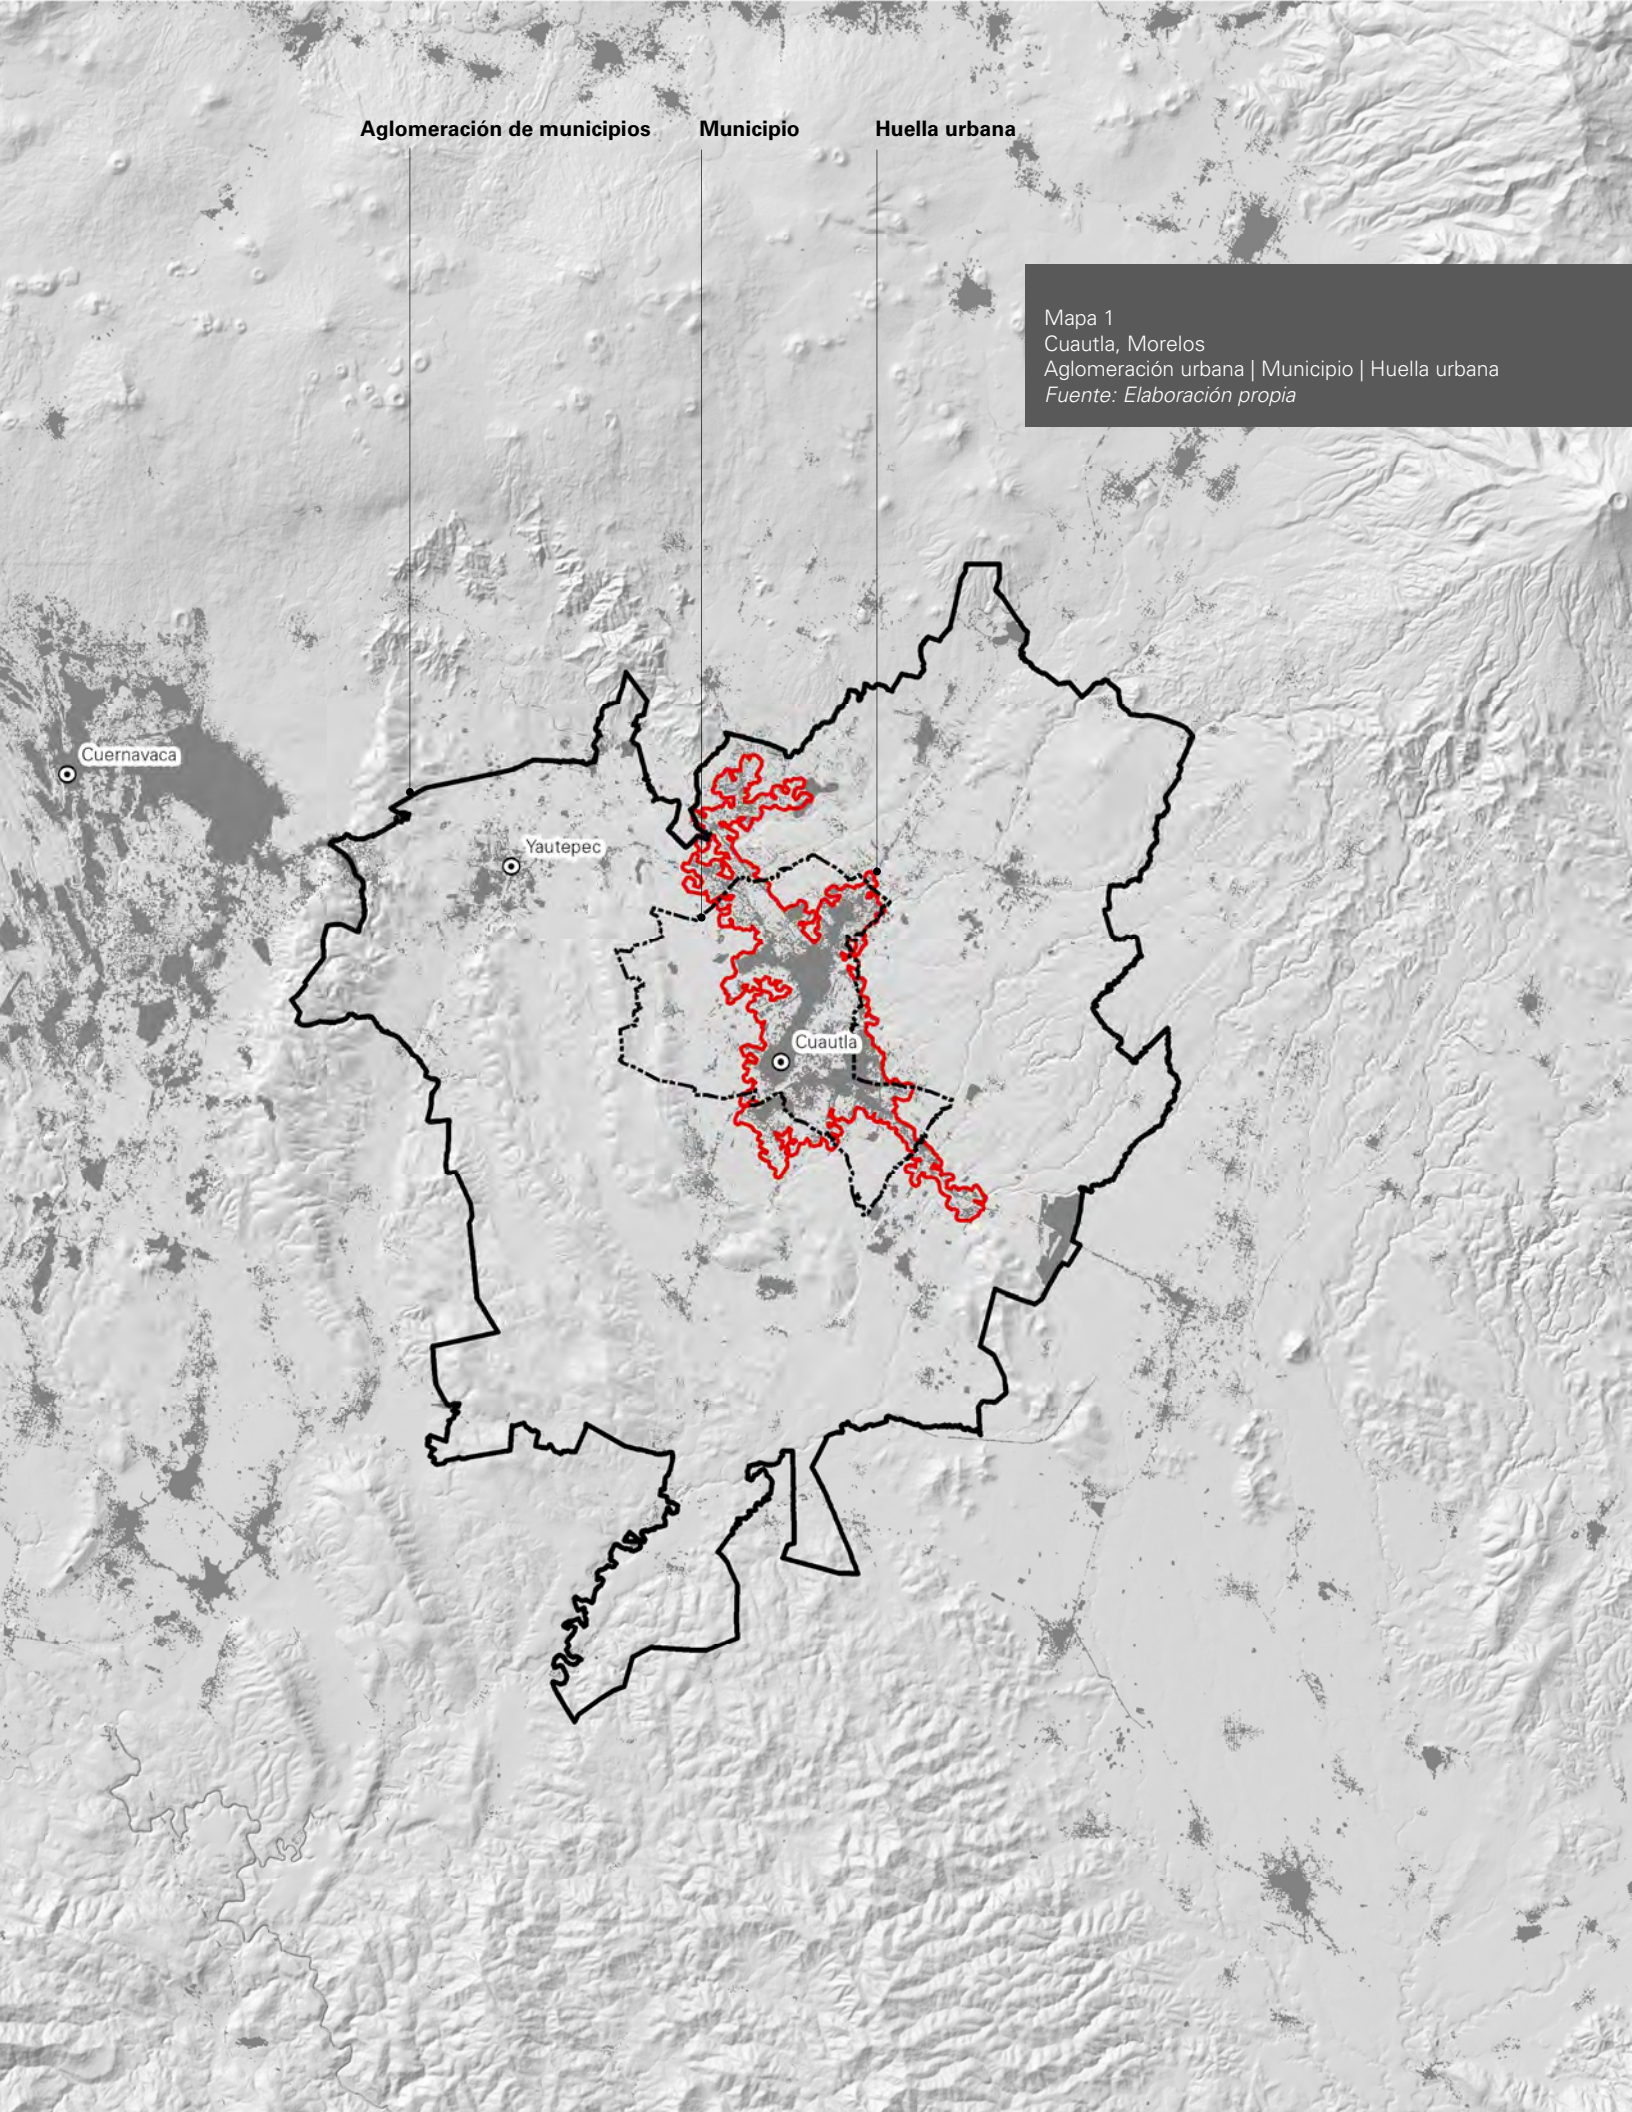 Aglomeración de municipios
Municipio
Huella urbana
Mapa 1
Cuautla, Morelos
Aglomeración urbana | Municipio | Huella urbana
Fuente: Elaboración propia
Cuernavaca
Yautepec
Cuautla